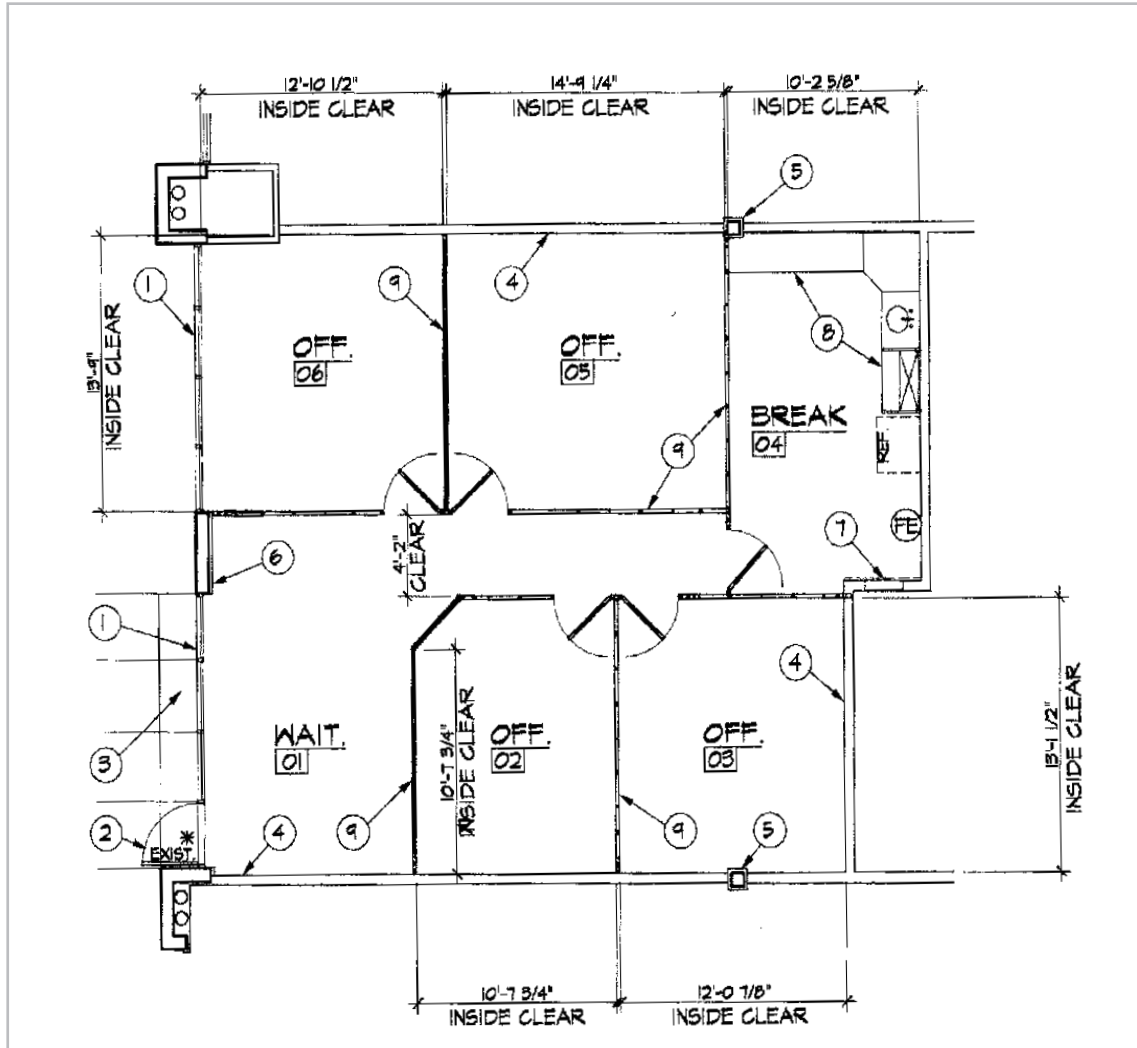 12'-10 1/2"
INSIDE CLEAR
14'-9 1/4"
INSIDE CLEAR
10'-2 5/8"
INSIDE CLEAR
5
1
9
4
13'-9"
INSIDE CLEAR
8
OFF.
06
OFF.
05
BREAK
04
9
REF.
FE
7
6
4'-2"
CLEAR
1
4
3
WAIT.
01
OFF.
02
OFF.
03
10'-7 3/4"
INSIDE CLEAR
13'-1 1/2"
INSIDE CLEAR
2
EXIST.
*
4
9
9
5
10'-7 3/4"
INSIDE CLEAR
12'-0 7/8"
INSIDE CLEAR